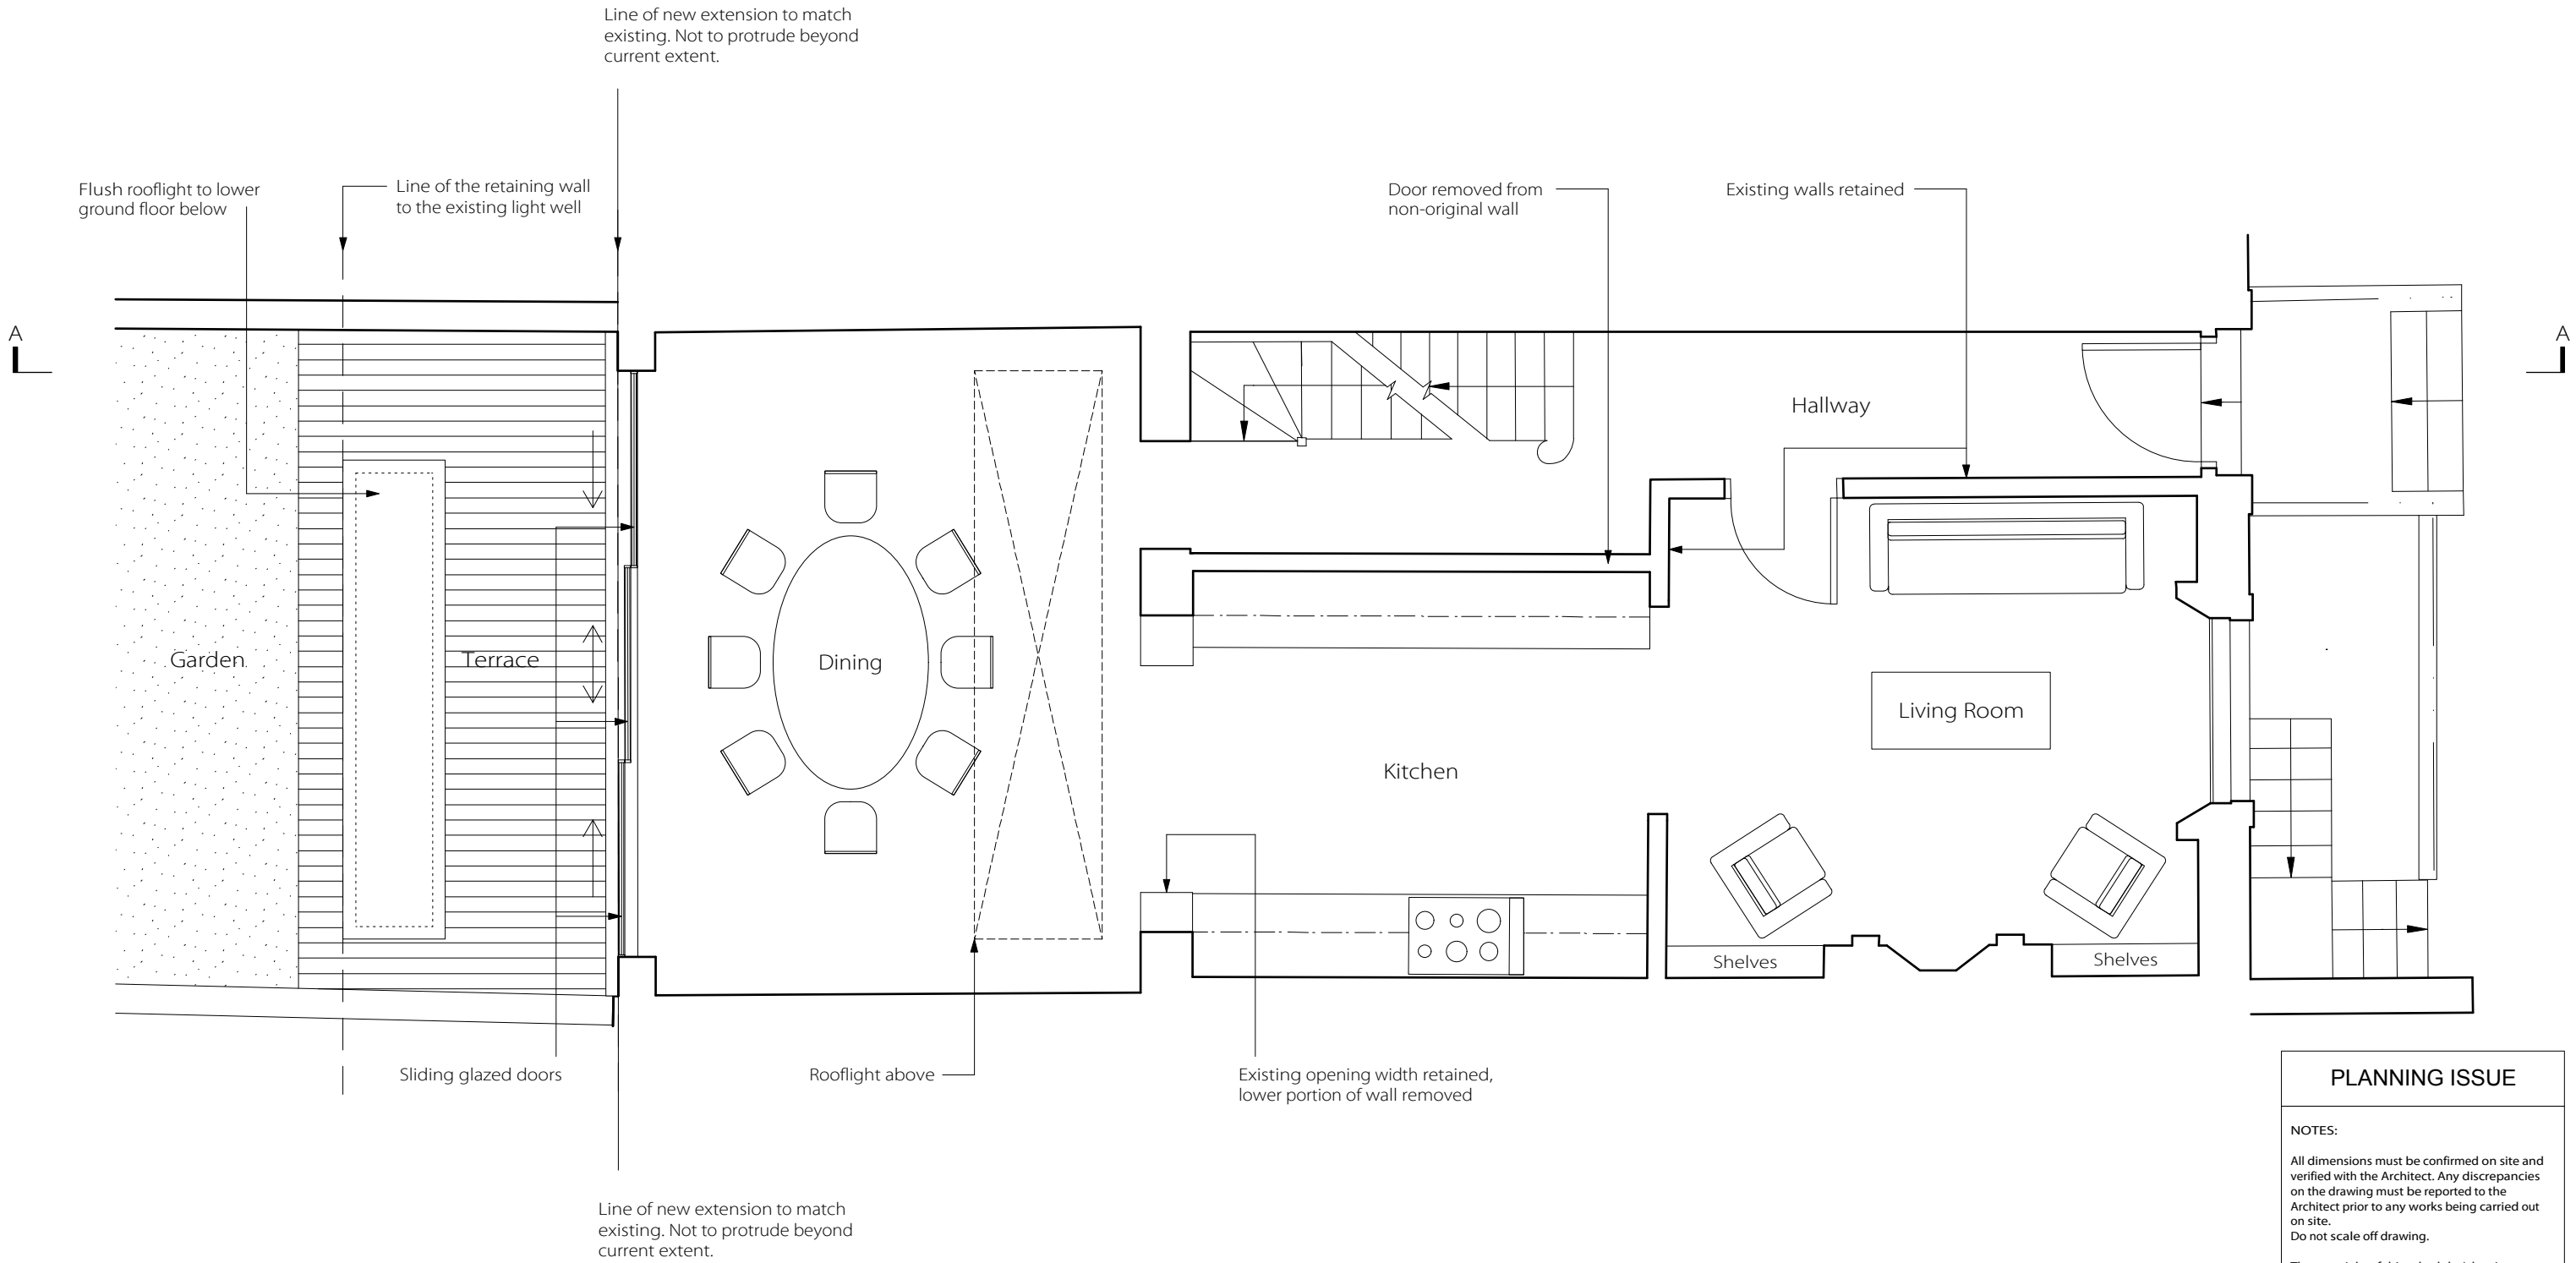 Line of new extension to match
existing. Not to protrude beyond
current extent.
Flush rooflight to lower
ground floor below
Line of the retaining wall
to the existing light well
Door removed from
non-original wall
Existing walls retained
A
A
Hallway
Garden
Terrace
Dining
Kitchen
Living Room
Shelves
Shelves
Sliding glazed doors
Rooflight above
Existing opening width retained,
lower portion of wall removed
Line of new extension to match
existing. Not to protrude beyond
current extent.
PLANNING ISSUE
NOTES:
All dimensions must be confirmed on site and
verified with the Architect. Any discrepancies
on the drawing must be reported to the
Architect prior to any works being carried out
on site.
Do not scale off drawing.